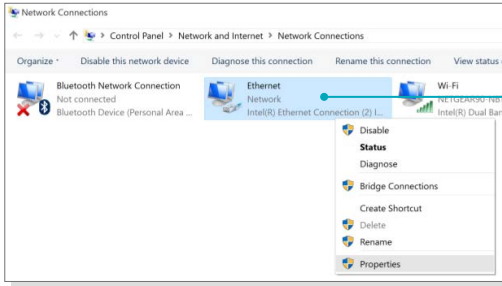 Network Connections
Control Panel > Network and Internet > Network Connections
Organize Disable this network device Diagnose this connection Rename this connection View status
Bluetooth Network Connection
Not connected
Bluetooth Device (Personal Area ...
Ethernet
Network
Intel(R) Ethernet Connection (2) I...
Wi-Fi
Intel(R) Dual Ban
Disable
Status
Diagnose
Bridge Connections
Create Shortcut
Delete
Rename
Properties